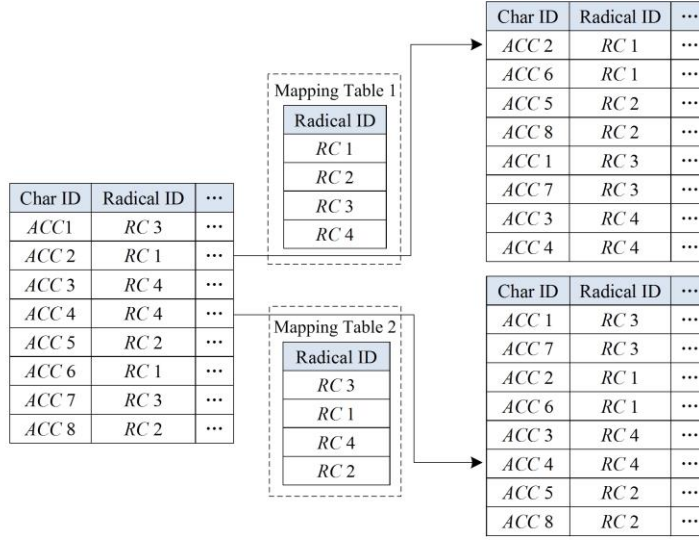 Char ID Radical ID ...
ACC1 RC 3 ...
ACC 2 RC 1 ...
ACC 3 RC 4 ...
ACC 4 RC 4 ...
ACC 5 RC 2 ...
ACC 6 RC 1 ...
ACC 7 RC 3 ...
ACC 8 RC 2 ...
Mapping Table 1
Radical ID
RC 1
RC 2
RC 3
RC 4
Mapping Table 2
Radical ID
RC 3
RC 1
RC 4
RC 2
Char ID Radical ID ...
ACC 2 RC 1 ...
ACC 6 RC 1 ...
ACC 5 RC 2 ...
ACC 8 RC 2 ...
ACC 1 RC 3 ...
ACC 7 RC 3 ...
ACC 3 RC 4 ...
ACC 4 RC 4 ...
Char ID Radical ID ...
ACC 1 RC 3 ...
ACC 7 RC 3 ...
ACC 2 RC 1 ...
ACC 6 RC 1 ...
ACC 3 RC 4 ...
ACC 4 RC 4 ...
ACC 5 RC 2 ...
ACC 8 RC 2 ...